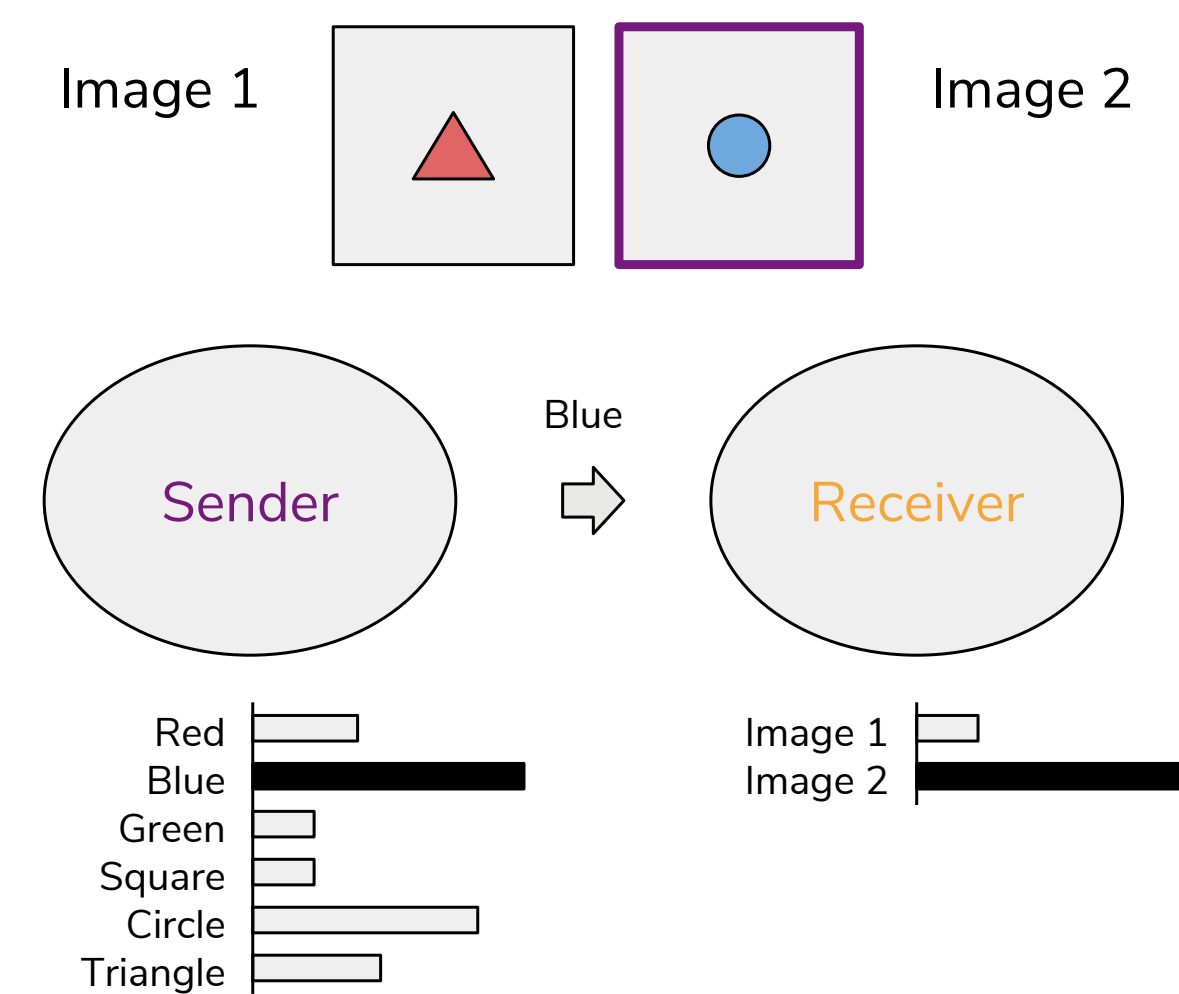 Image 1
Image 2
Blue
Sender
Receiver
Red
Blue
Green
Square
Circle
Triangle
Image 1
Image 2